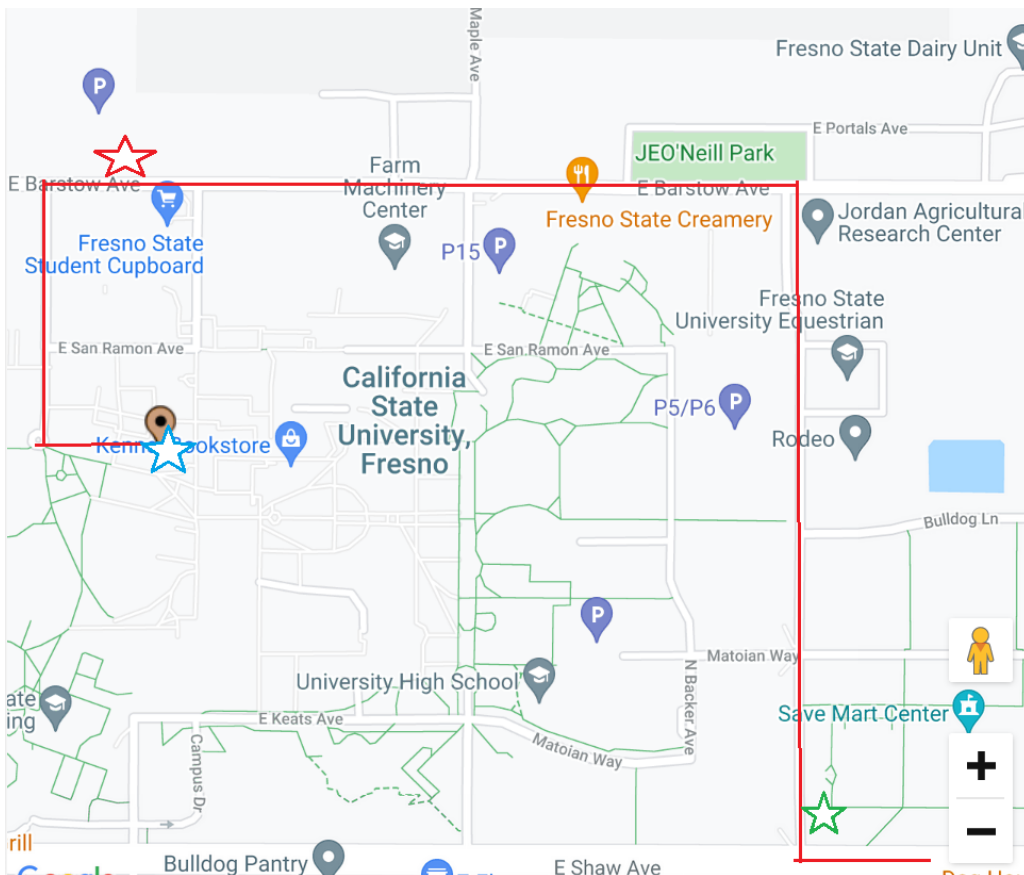 Maple Ave
Fresno State Dairy Unit
P
E Portals Ave
JEO'Neill Park
E Barstow Ave
Farm
Machinery
Center
E Barstow Ave
Fresno State Creamery
Jordan Agricultural
Research Center
Fresno State
Student Cupboard
P15
P
Fresno State
University Equestrian
E San Ramon Ave
E San Ramon Ave
California
State
University,
Fresno
P5/P6
P
Rodeo
Bulldog Ln
P
Matoian Way
University High School
N Backer Ave
ate
ing
Save Mart Center
E Keats Ave
Matoian Way
Campus Dr
+
−
rill
Bulldog Pantry
E Shaw Ave